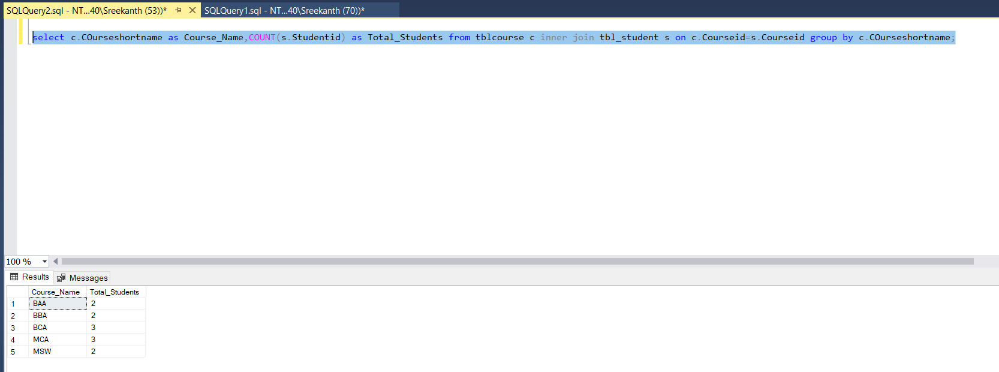 SQLQuery2.sql - NT...40\Sreekanth (53))* SQLQuery1.sql - NT...40\Sreekanth (70))*
select c.COurseshortname as Course_Name,COUNT(s.Studentid) as Total_Students from tblcourse c inner join tbl_student s on c.Courseid=s.Courseid group by c.COurseshortname;
100 %
Results Messages
Course_Name Total_Students
1 BAA 2
2 BBA 2
3 BCA 3
4 MCA 3
5 MSW 2